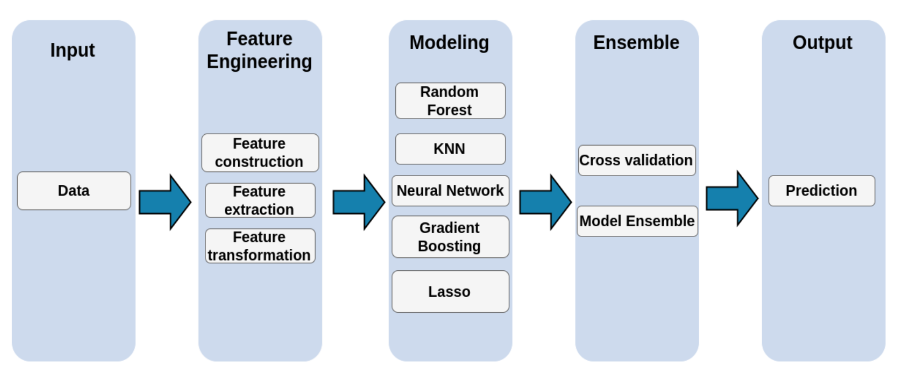 Input
Data
Feature
Engineering
Feature
construction
Feature
extraction
Feature
transformation
Modeling
Random
Forest
KNN
Neural Network
Gradient
Boosting
Lasso
Ensemble
Cross validation
Model Ensemble
Output
Prediction